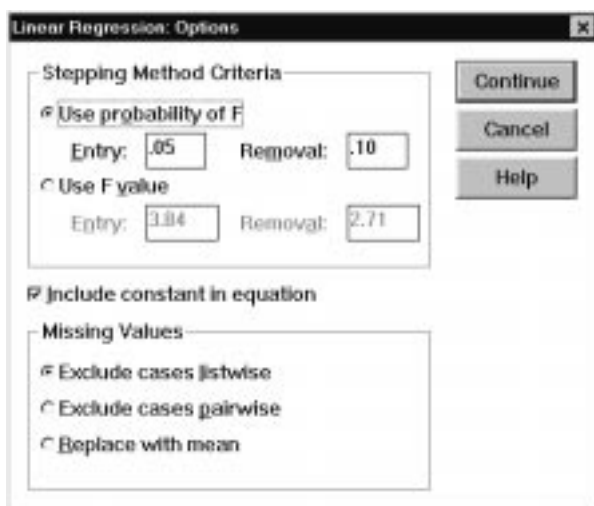 Linear Regression: Options
Stepping Method Criteria
Use probability of F
Entry: .05 Removal: .10
Use F value
Entry: 3.84 Removal: 2.71
Include constant in equation
Missing Values
Exclude cases listwise
Exclude cases pairwise
Replace with mean
Continue
Cancel
Help